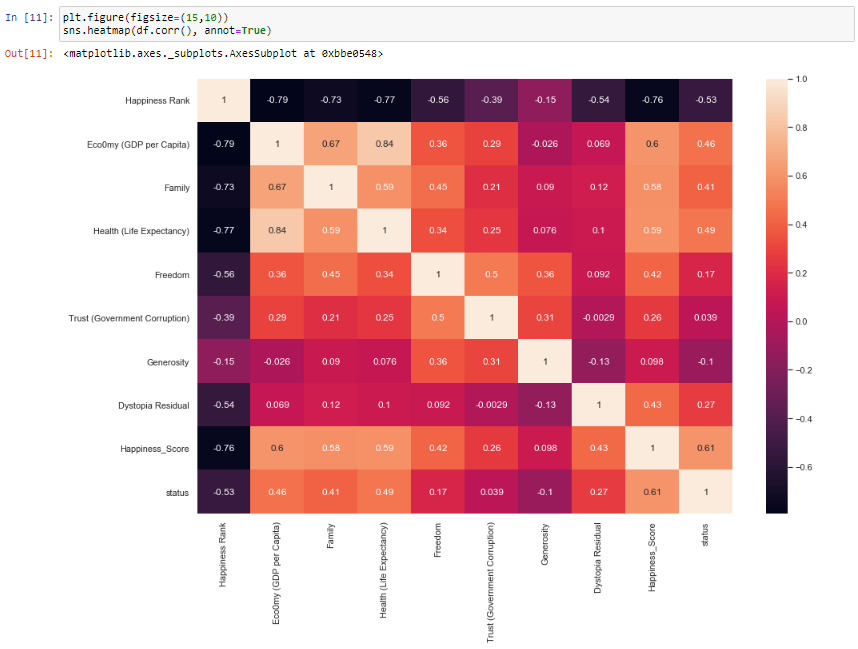 In [11]: plt.figure(figsize=(15,10))
sns.heatmap(df.corr(), annot=True)
Out[11]: <matplotlib.axes._subplots.AxesSubplot at 0xbbe0548>
Happiness Rank 1 -0.79 -0.73 -0.77 -0.56 -0.39 -0.15 -0.54 -0.76 -0.53
Eco0my (GDP per Capita) -0.79 1 0.67 0.84 0.36 0.29 -0.026 0.069 0.6 0.46
Family -0.73 0.67 1 0.59 0.45 0.21 0.09 0.12 0.58 0.41
Health (Life Expectancy) -0.77 0.84 0.59 1 0.34 0.25 0.076 0.1 0.59 0.49
Freedom -0.56 0.36 0.45 0.34 1 0.5 0.36 0.092 0.42 0.17
Trust (Government Corruption) -0.39 0.29 0.21 0.25 0.5 1 0.31 -0.0029 0.26 0.039
Generosity -0.15 -0.026 0.09 0.076 0.36 0.31 1 -0.13 0.098 -0.1
Dystopia Residual -0.54 0.069 0.12 0.1 0.092 -0.0029 -0.13 1 0.43 0.27
Happiness_Score -0.76 0.6 0.58 0.59 0.42 0.26 0.098 0.43 1 0.61
status -0.53 0.46 0.41 0.49 0.17 0.039 -0.1 0.27 0.61 1
Happiness Rank
Eco0my (GDP per Capita)
Family
Health (Life Expectancy)
Freedom
Trust (Government Corruption)
Generosity
Dystopia Residual
Happiness_Score
status
1.0
0.8
0.6
0.4
0.2
0.0
-0.2
-0.4
-0.6